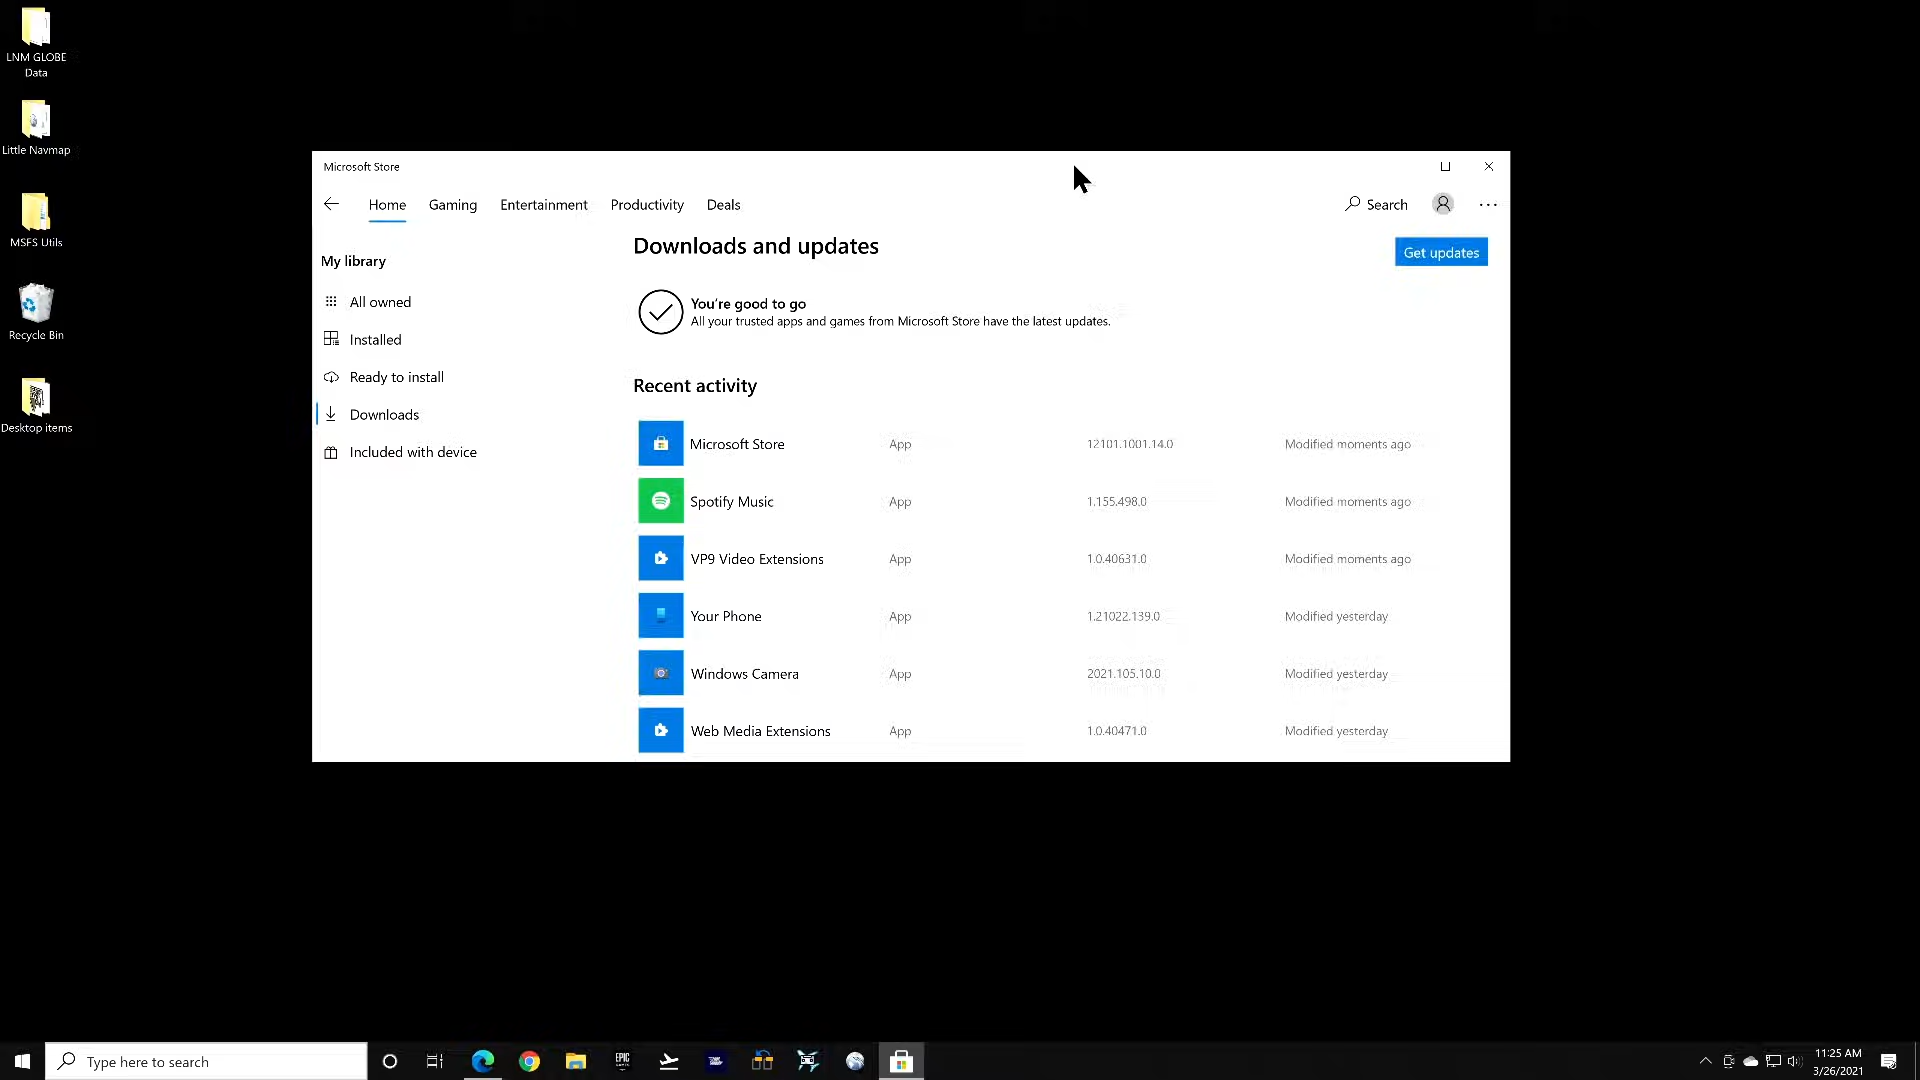 LNM GLOBE
Data
Little Navmap
MSFS Utils
Recycle Bin
Desktop items
Microsoft Store
Home Gaming Entertainment Productivity Deals
Search
My library
All owned
Installed
Ready to install
Downloads
Included with device
Downloads and updates
Get updates
You're good to go
All your trusted apps and games from Microsoft Store have the latest updates.
Recent activity
Microsoft Store App 12101.1001.14.0 Modified moments ago
Spotify Music App 1.155.498.0 Modified moments ago
VP9 Video Extensions App 1.0.40631.0 Modified moments ago
Your Phone App 1.21022.139.0 Modified yesterday
Windows Camera App 2021.105.10.0 Modified yesterday
Web Media Extensions App 1.0.40471.0 Modified yesterday
Type here to search
EPIC
GAMES
11:25 AM
3/26/2021